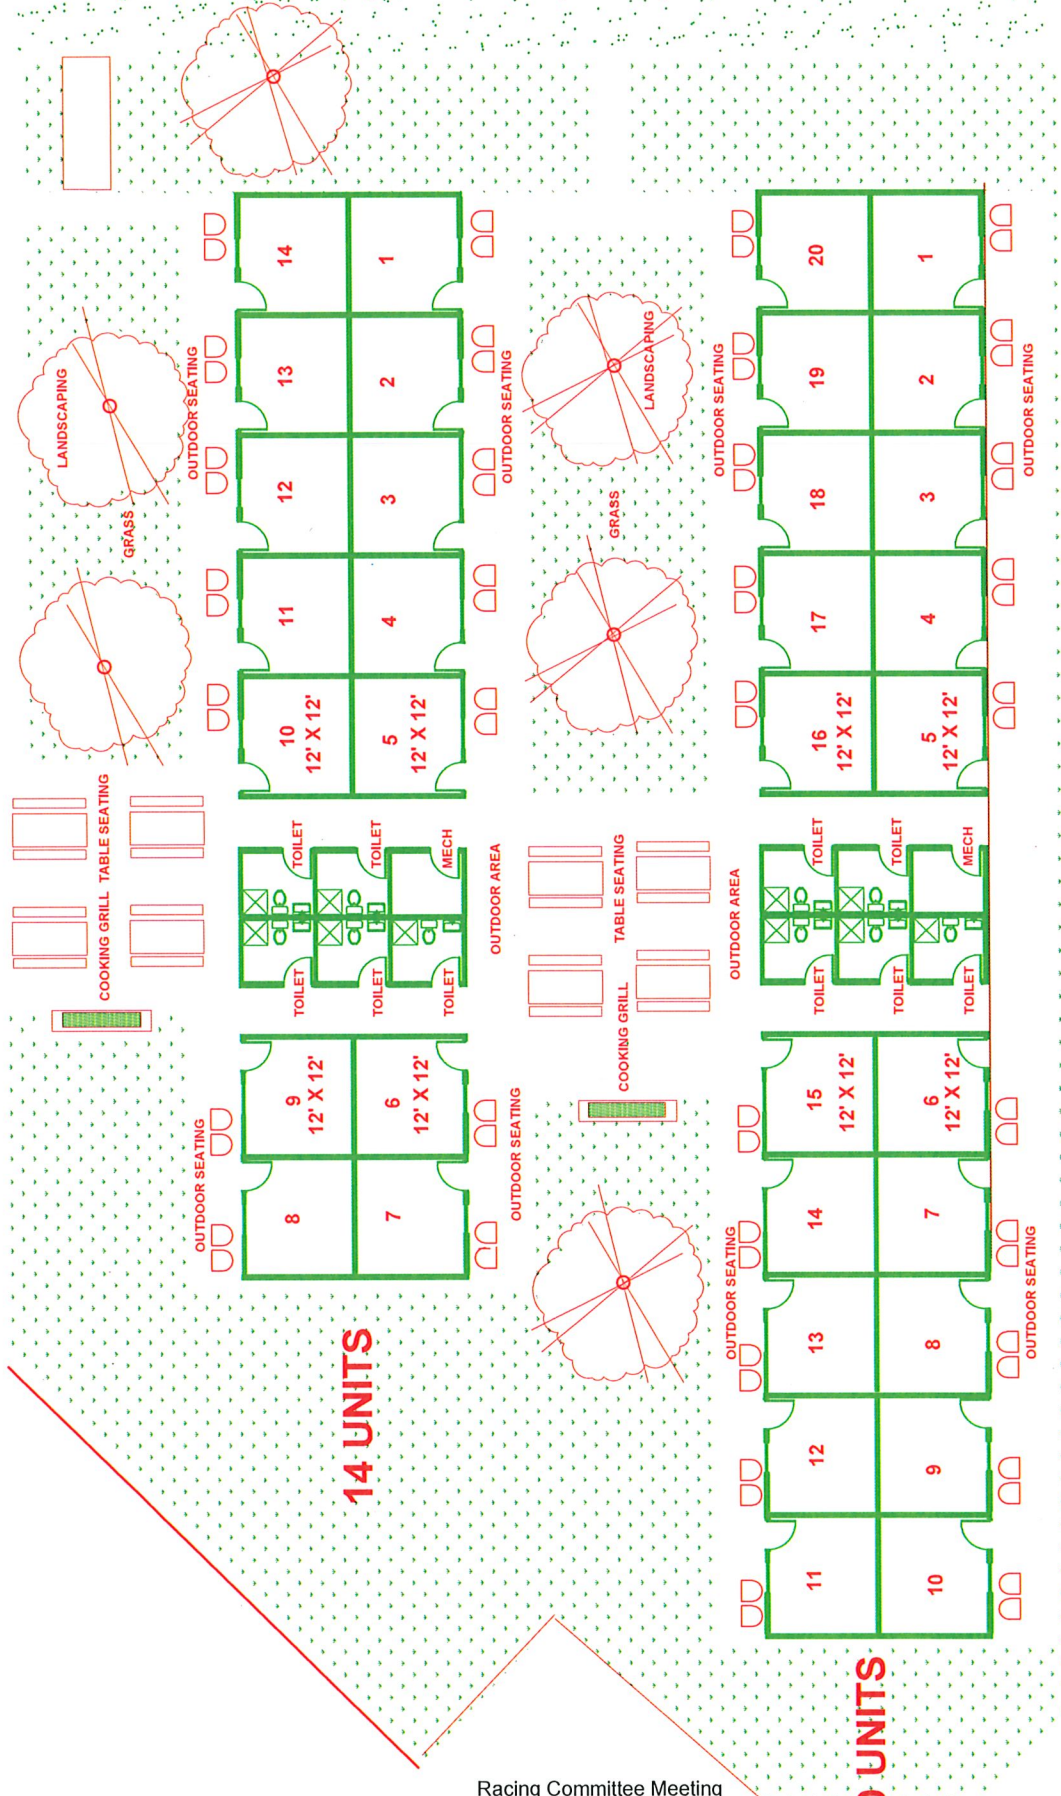 LANDSCAPING
GRASS
OUTDOOR SEATING
14
1
13
2
12
3
11
4
10
12' X 12'
5
12' X 12'
OUTDOOR SEATING
COOKING GRILL
TABLE SEATING
TOILET
TOILET
MECH
TOILET
TOILET
TOILET
OUTDOOR AREA
9
12' X 12'
6
12' X 12'
8
7
OUTDOOR SEATING
OUTDOOR SEATING
14 UNITS
LANDSCAPING
GRASS
OUTDOOR SEATING
20
1
19
2
18
3
17
4
16
12' X 12'
5
12' X 12'
OUTDOOR SEATING
TABLE SEATING
COOKING GRILL
OUTDOOR AREA
TOILET
TOILET
MECH
TOILET
TOILET
TOILET
15
12' X 12'
6
12' X 12'
14
7
13
8
12
9
11
10
OUTDOOR SEATING
OUTDOOR SEATING
UNITS
Racing Committee Meeting